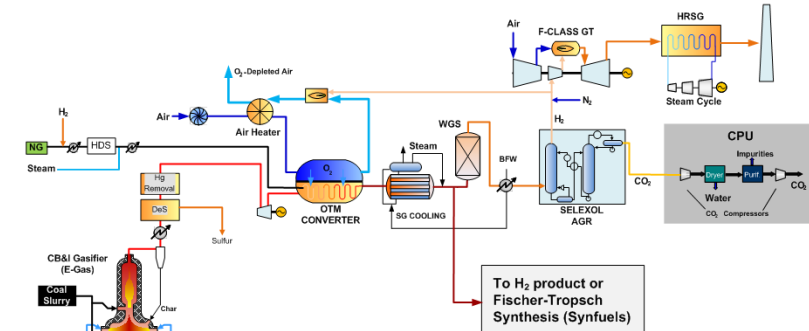 Air
F-CLASS GT
HRSG
Steam Cycle
O₂-Depleted Air
H₂
Air
Air Heater
N₂
H₂
NG
HDS
Steam
Hg
Removal
DeS
Sulfur
O₂
OTM
CONVERTER
Steam
SG COOLING
WGS
BFW
SELEXOL
AGR
CO₂
CPU
Impurities
Dryer
Purif.
Water
CO₂ Compressors
CO₂
CB&I Gasifier
(E-Gas)
Coal
Slurry
Char
To H₂ product or
Fischer-Tropsch
Synthesis (Synfuels)